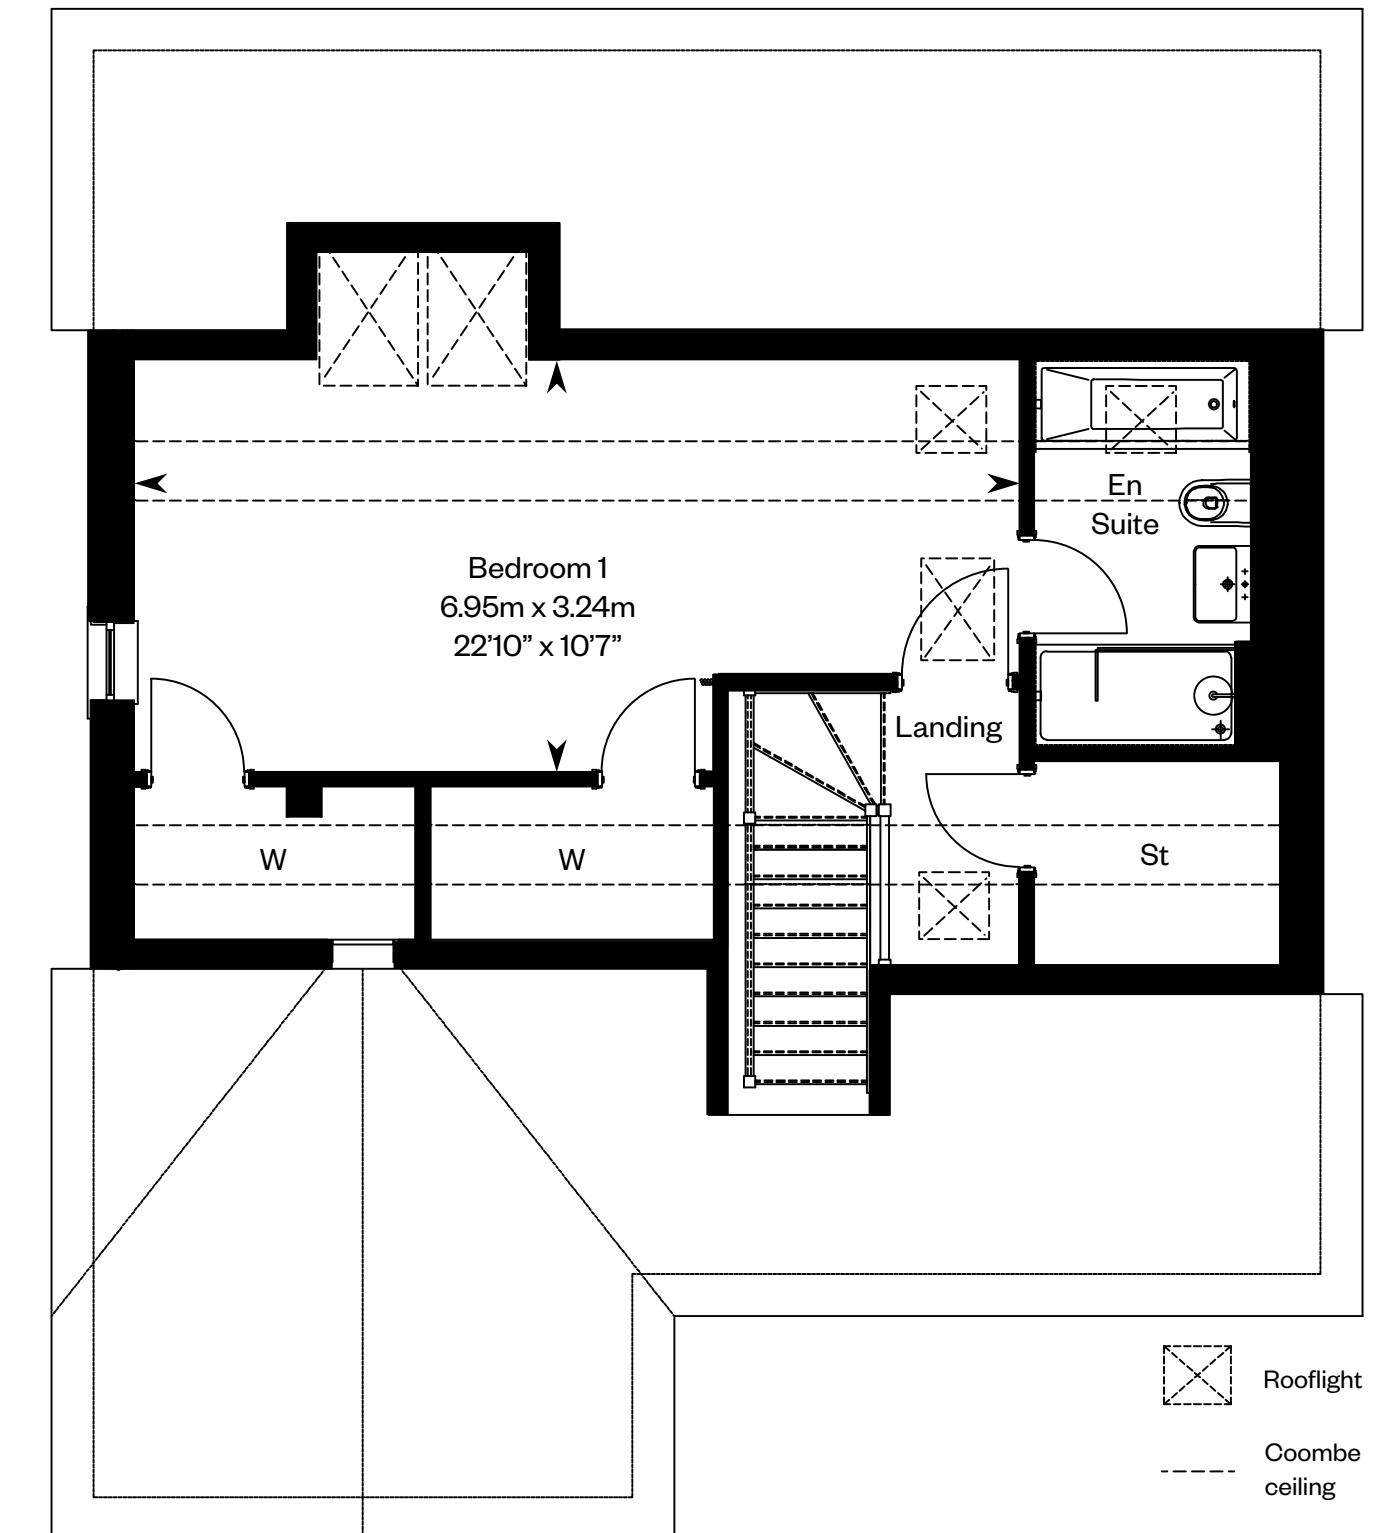 En
Suite
Bedroom 1
6.95m x 3.24m
22'10” x 10'7”
Landing
W
W
St
Rooflight
Coombe
ceiling